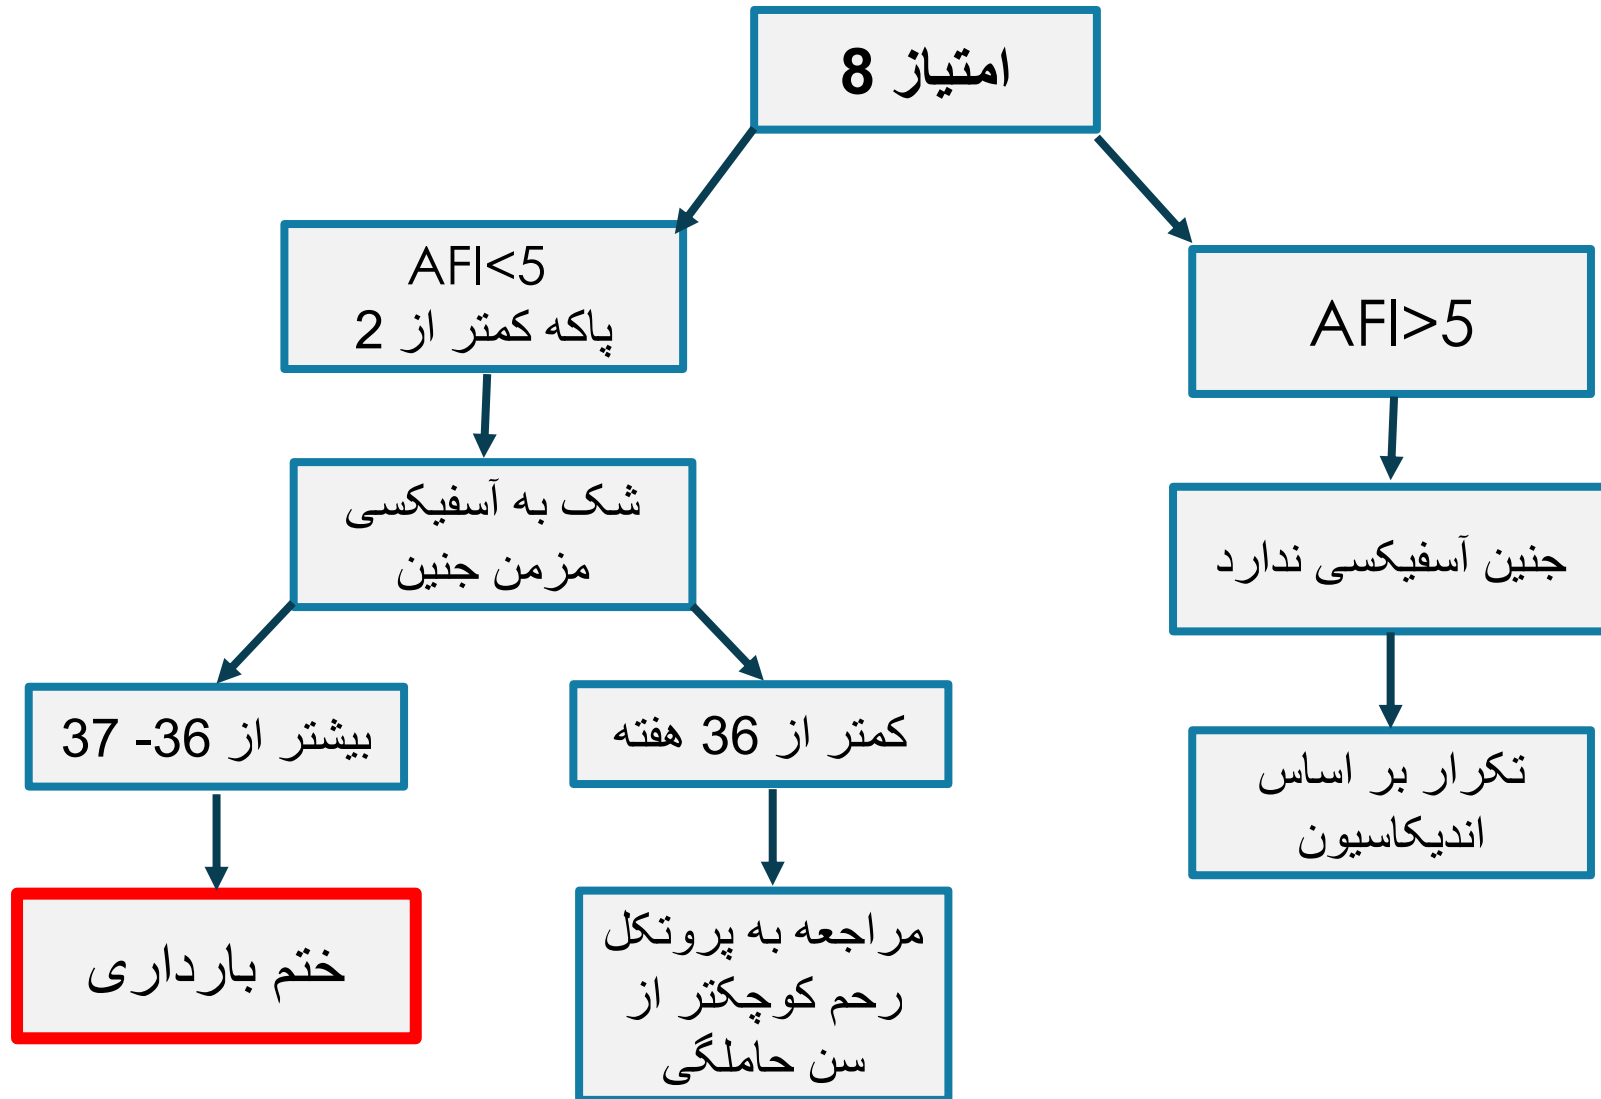 امتیاز 8
AFI>5
AFI<5
پاکه کمتر از 2
شک به آسفیکسی
مزمن جنین
جنین آسفیکسی ندارد
کمتر از 36 هفته
بیشتر از 36- 37
تکرار بر اساس
اندیکاسیون
مراجعه به پروتکل
رحم کوچکتر از
سن حاملگی
ختم بارداری